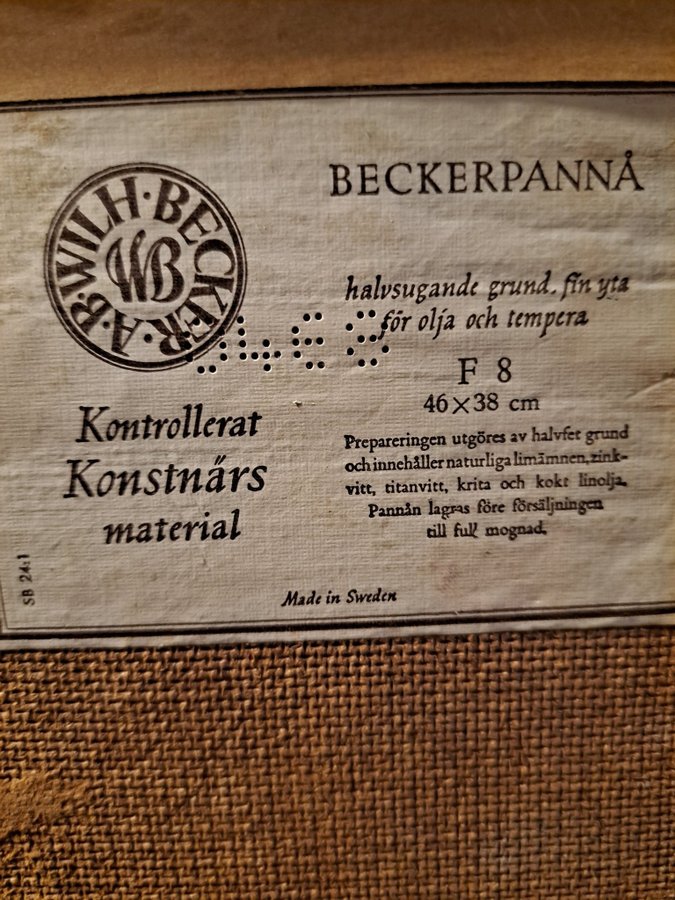 BECKERPANNÅ
A.B. WILH. BECKER.
WB
halvsugande grund. fin yta
för olja och tempera
F 8
46×38 cm
Kontrollerat
Konstnärs
material
Prepareringen utgöres av halvfet grund
och innehåller naturliga limämnen, zink-
vitt, titanvitt, krita och kokt linolja.
Pannån lagras före försäljningen
till full mognad.
Made in Sweden
SB 24:1